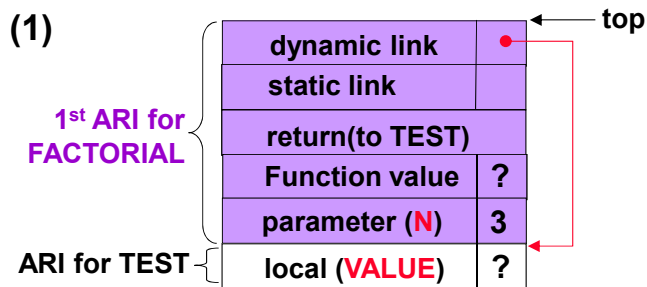 (1)
top
dynamic link
static link
1st ARI for
FACTORIAL
return(to TEST)
Function value ?
parameter (N) 3
ARI for TEST
local (VALUE) ?